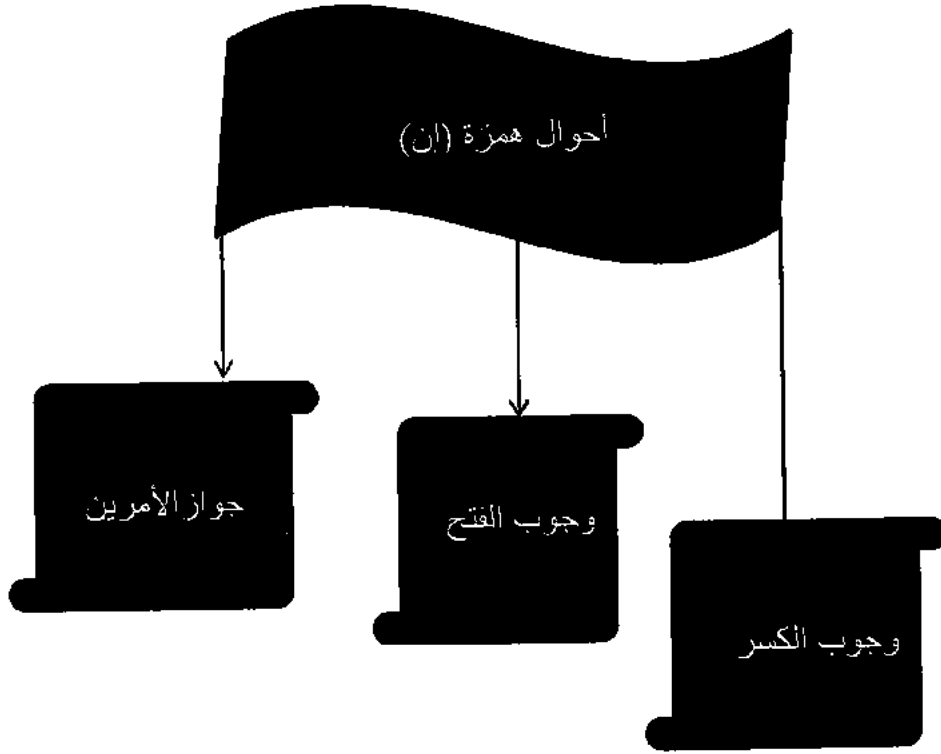 أحوال همزة (إن)
جواز الأمرين
وجوب الفتح
وجوب الكسر